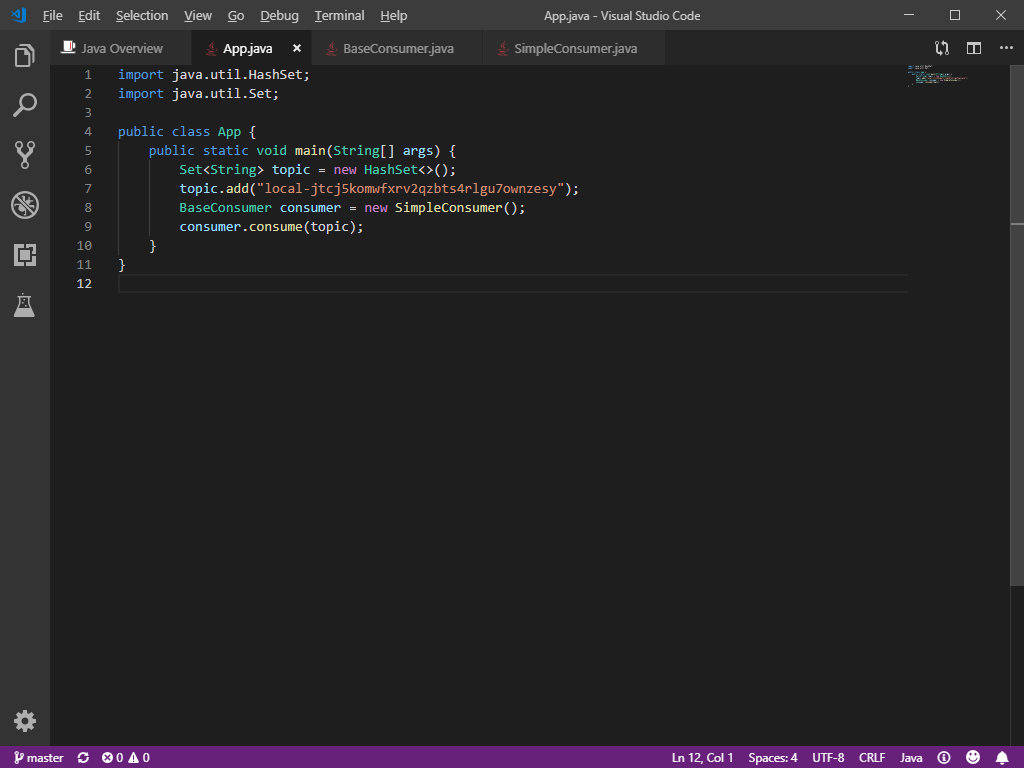 File Edit Selection View Go Debug Terminal Help App.java - Visual Studio Code
Java Overview App.java BaseConsumer.java SimpleConsumer.java
1 import java.util.HashSet;
2 import java.util.Set;
3
4 public class App {
5 public static void main(String[] args) {
6 Set<String> topic = new HashSet<>();
7 topic.add("local-jtcj5komwfxrv2qzbts4rlgu7ownzesy");
8 BaseConsumer consumer = new SimpleConsumer();
9 consumer.consume(topic);
10 }
11 }
12
master 0 0 Ln 12, Col 1 Spaces: 4 UTF-8 CRLF Java